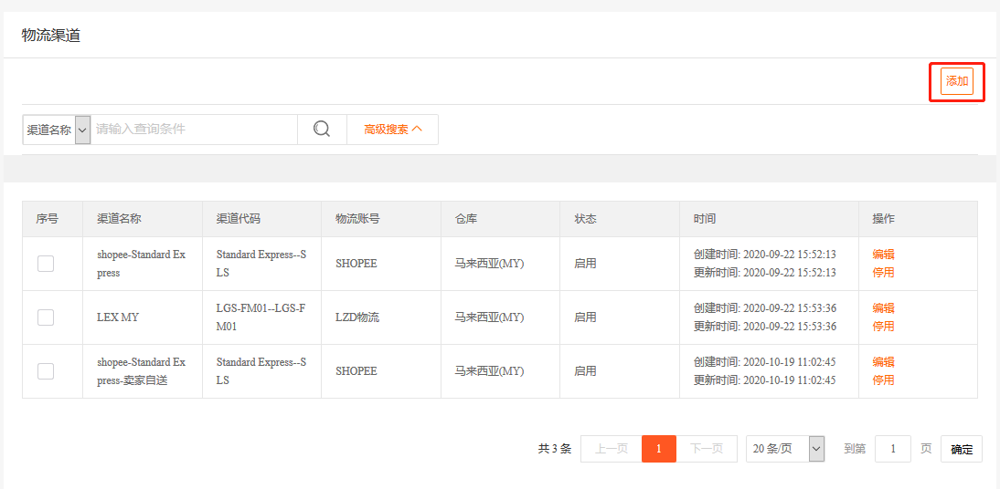 物流渠道
添加
渠道名称 请输入查询条件 高级搜索
序号 渠道名称 渠道代码 物流账号 仓库 状态 时间 操作
shopee-Standard Ex
press
Standard Express--S
LS
SHOPEE
马来西亚(MY)
启用
创建时间: 2020-09-22 15:52:13
更新时间: 2020-09-22 15:52:13
编辑
停用
LEX MY
LGS-FM01--LGS-F
M01
LZD物流
马来西亚(MY)
启用
创建时间: 2020-09-22 15:53:36
更新时间: 2020-09-22 15:53:36
编辑
停用
shopee-Standard Ex
press-卖家自送
Standard Express--S
LS
SHOPEE
马来西亚(MY)
启用
创建时间: 2020-10-19 11:02:45
更新时间: 2020-10-19 11:02:45
编辑
停用
共 3 条 上一页 1 下一页 20 条/页 到第 1 页 确定